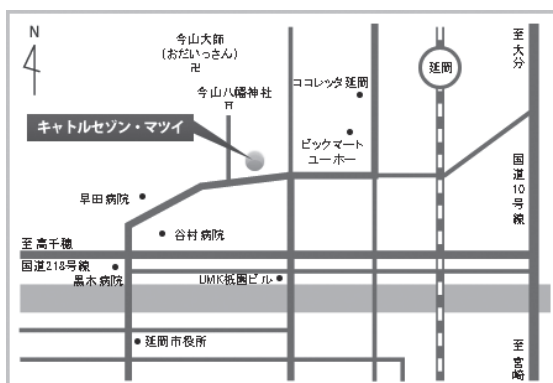 N
今山大師
(おだいっさん)
卍
今山八幡神社
キャトルセゾン・マツイ
ココレッタ延岡
ビックマート
ユーホー
延岡
至大分
国道10号線
早田病院
谷村病院
至高千穂
国道218号線
黒木病院
UMK祇園ビル
延岡市役所
至宮崎